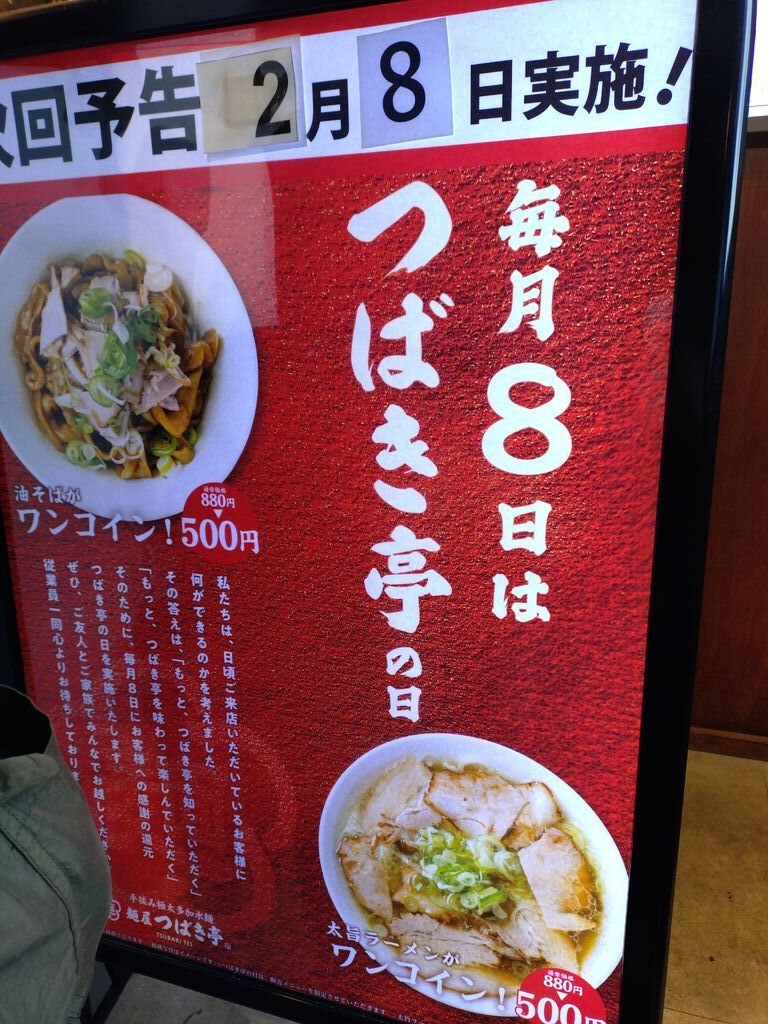 次回予告 2月8日実施!
毎月8日は
つばき亭の日
油そばが
ワンコイン!
通常価格
880円
500円
私たちは、日頃ご来店いただいているお客様に
何ができるのかを考えました。
その答えは、「もっと、つばき亭を知っていただく」
「もっと、つばき亭を味わって楽しんでいただく」
そのために、毎月8日にお客様への感謝の還元
つばき亭の日を実施いたします。
ぜひ、ご友人とご家族でみんなでお越しくださ
従業員一同心よりお待ちしておりま
手揉み極太多加水麺
麺屋つばき亭
TSUBAKI TEI
太旨ラーメンが
ワンコイン!
通常価格
880円
500円